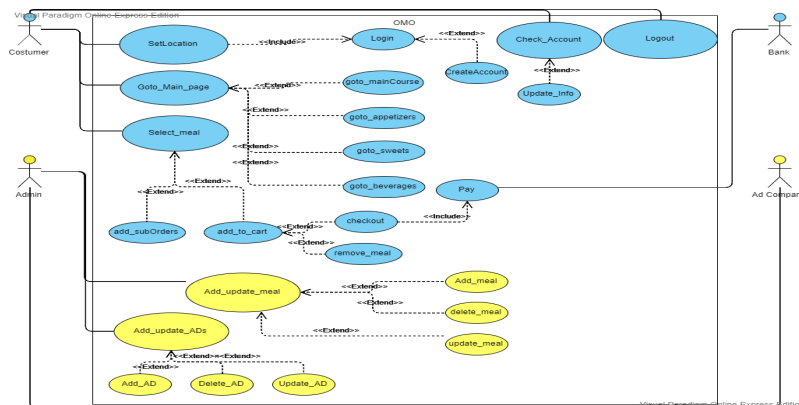 Visual Paradigm Online Express Edition
OMO
Costumer
SetLocation
<<Include>>
Login
<<Extend>>
Check_Account
Logout
Bank
CreateAccount
<<Extend>>
Update_Info
Goto_Main_page
<<Extend>>
goto_mainCourse
<<Extend>>
goto_appetizers
Select_meal
<<Extend>>
goto_sweets
<<Extend>>
goto_beverages
Admin
<<Extend>>
<<Extend>>
Pay
Ad Compan
add_subOrders
add_to_cart
<<Extend>>
checkout
<<Include>>
<<Extend>>
remove_meal
Add_update_meal
<<Extend>>
Add_meal
<<Extend>>
delete_meal
Add_update_ADs
<<Extend>>
update_meal
<<Extend>>
<<Extend>>
<<Extend>>
Add_AD
Delete_AD
Update_AD
Visual Paradigm Online Express Edition